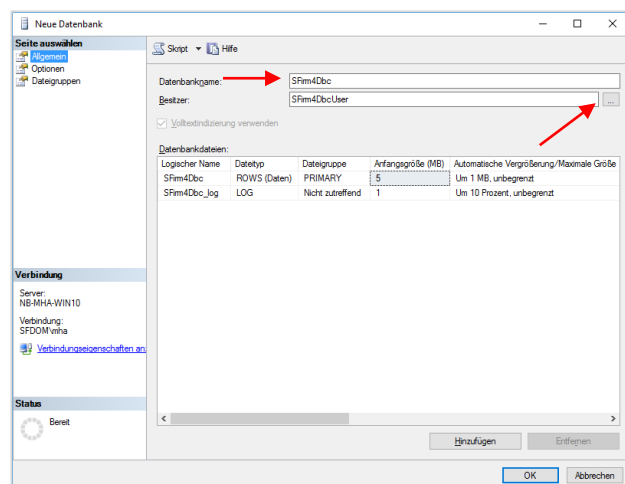 Neue Datenbank
Seite auswählen
Allgemein
Optionen
Dateigruppen
Skript Hilfe
Datenbankname: SFirm4Dbc
Besitzer: SFirm4DbcUser ...
Volltextindizierung verwenden
Datenbankdateien:
Logischer Name Dateityp Dateigruppe Anfangsgröße (MB) Automatische Vergrößerung/Maximale Größe
SFirm4Dbc ROWS (Daten) PRIMARY 5 Um 1 MB, unbegrenzt
SFirm4Dbc_log LOG Nicht zutreffend 1 Um 10 Prozent, unbegrenzt
Verbindung
Server:
NB-MHA-WIN10
Verbindung:
SFDOM\mha
Verbindungseigenschaften an
Status
Bereit
Hinzufügen Entfernen
OK Abbrechen